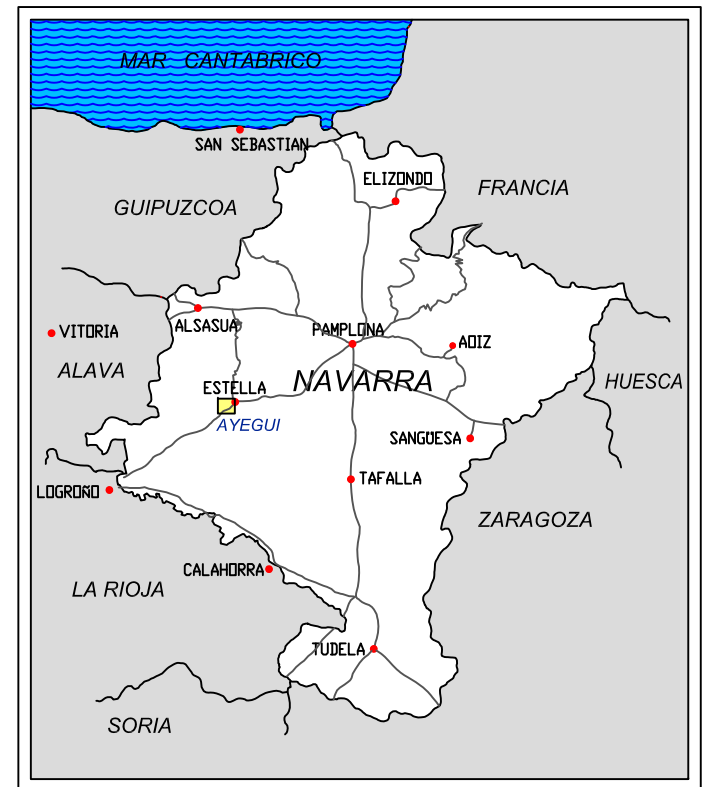 MAR CANTABRICO
SAN SEBASTIAN
ELIZONDO
FRANCIA
GUIPUZCOA
ALSASUA
PAMPLONA
VITORIA
AOIZ
ALAVA
NAVARRA
HUESCA
ESTELLA
AYEGUI
SANGÜESA
TAFALLA
LOGROÑO
ZARAGOZA
CALAHORRA
LA RIOJA
TUDELA
SORIA